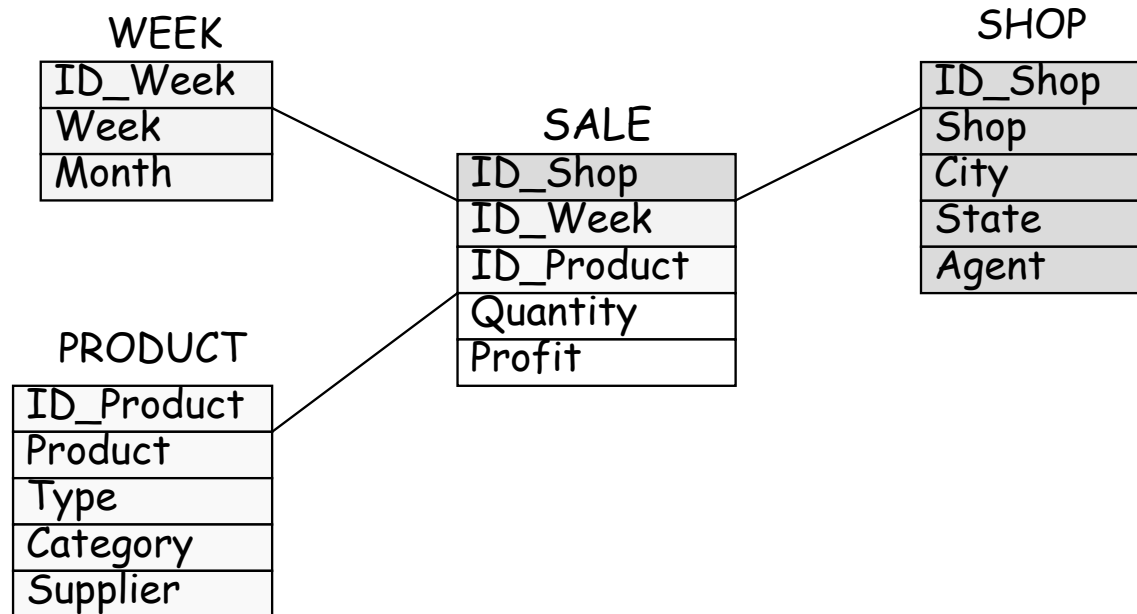 WEEK
ID_Week
Week
Month
SHOP
ID_Shop
Shop
City
State
Agent
SALE
ID_Shop
ID_Week
ID_Product
Quantity
Profit
PRODUCT
ID_Product
Product
Type
Category
Supplier